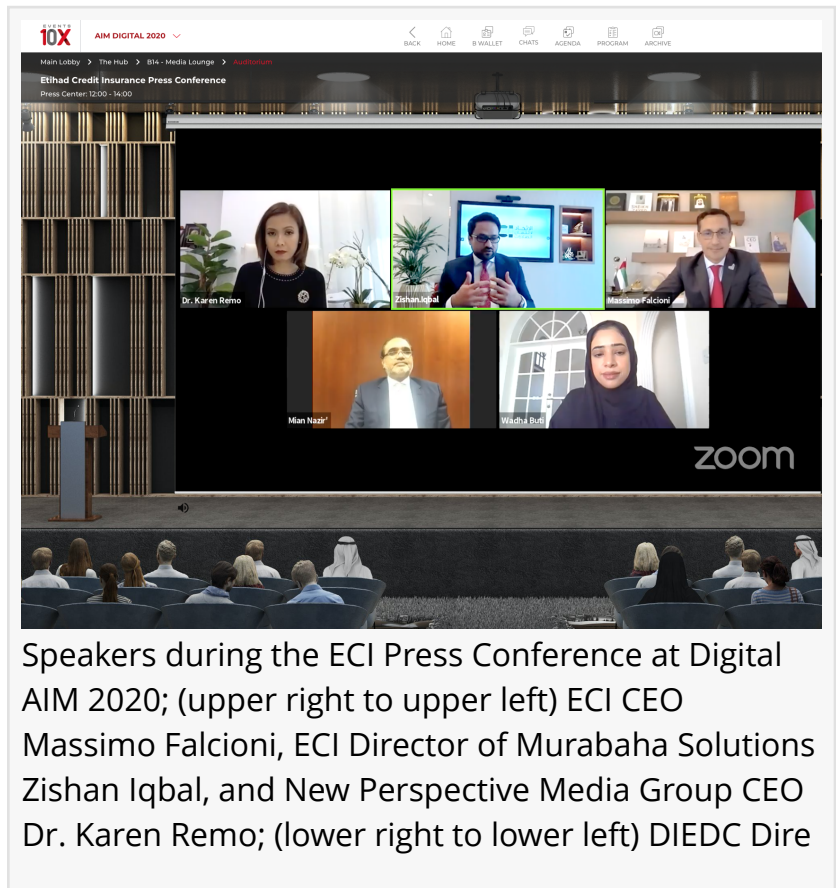 EVENTS
10X
AIM DIGITAL 2020
BACK HOME B WALLET CHATS AGENDA PROGRAM ARCHIVE
Main Lobby > The Hub > B14 - Media Lounge > Auditorium
Etihad Credit Insurance Press Conference
Press Center: 12:00 - 14:00
Dr. Karen Remo
Zishan.Iqbal
Massimo Falcioni
Mian Nazir'
Wadha Buti
zoom
Speakers during the ECI Press Conference at Digital
AIM 2020; (upper right to upper left) ECI CEO
Massimo Falcioni, ECI Director of Murabaha Solutions
Zishan Iqbal, and New Perspective Media Group CEO
Dr. Karen Remo; (lower right to lower left) DIEDC Dire